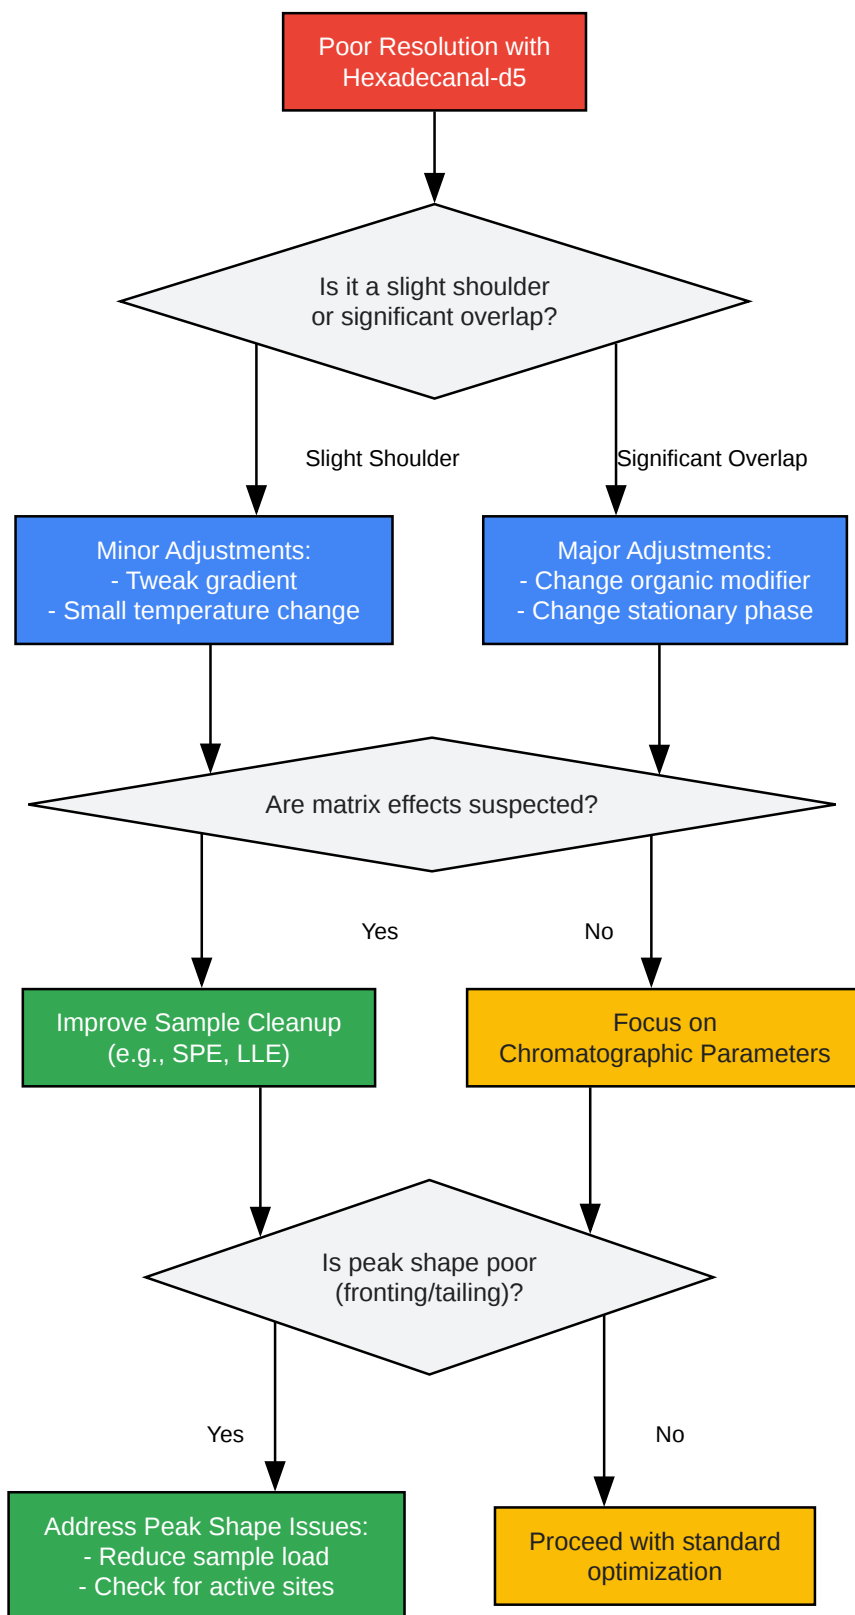 Poor Resolution with
Hexadecanal-d5
Is it a slight shoulder
or significant overlap?
Slight Shoulder
Significant Overlap
Minor Adjustments:
- Tweak gradient
- Small temperature change
Major Adjustments:
- Change organic modifier
- Change stationary phase
Are matrix effects suspected?
Yes
No
Improve Sample Cleanup
(e.g., SPE, LLE)
Focus on
Chromatographic Parameters
Is peak shape poor
(fronting/tailing)?
Yes
No
Address Peak Shape Issues:
- Reduce sample load
- Check for active sites
Proceed with standard
optimization